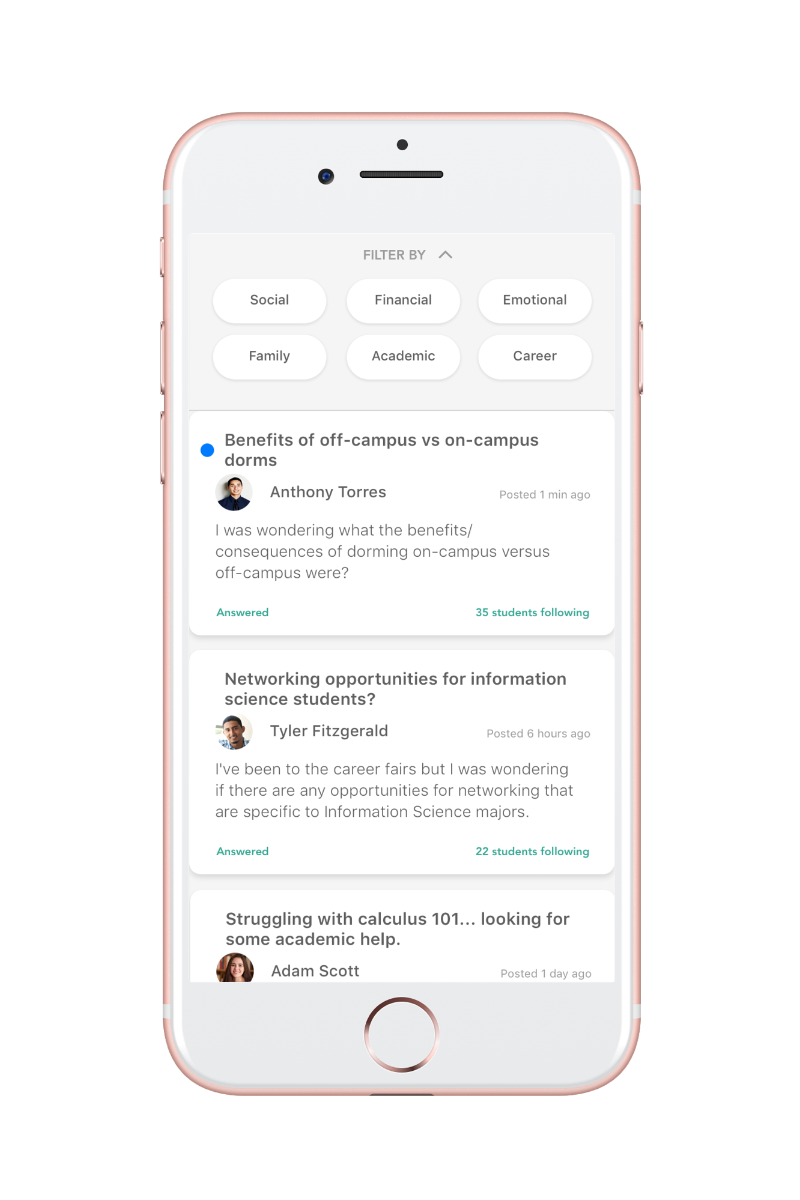 FILTER BY
Social Financial Emotional
Family Academic Career
Benefits of off-campus vs on-campus
dorms
Anthony Torres Posted 1 min ago
I was wondering what the benefits/
consequences of dorming on-campus versus
off-campus were?
Answered 35 students following
Networking opportunities for information
science students?
Tyler Fitzgerald Posted 6 hours ago
I've been to the career fairs but I was wondering
if there are any opportunities for networking that
are specific to Information Science majors.
Answered 22 students following
Struggling with calculus 101... looking for
some academic help.
Adam Scott Posted 1 day ago